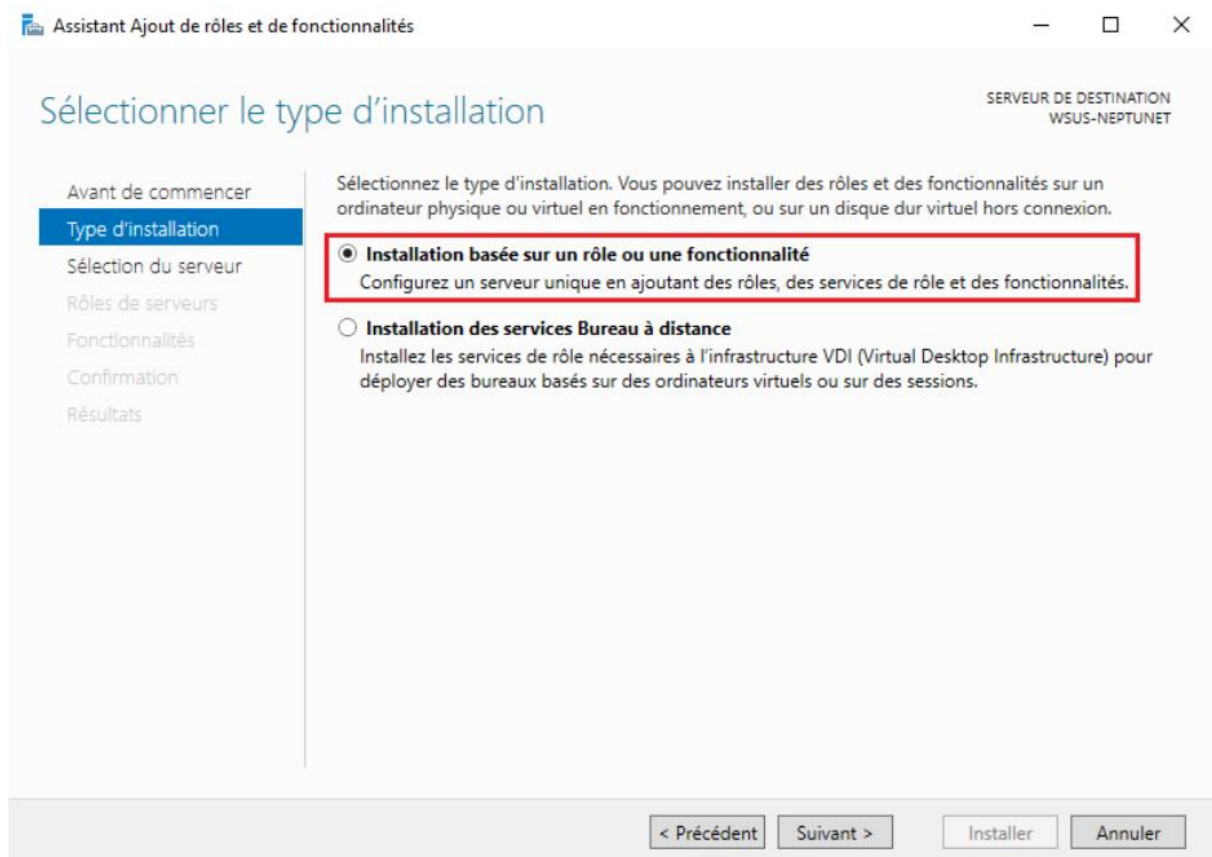 Assistant Ajout de rôles et de fonctionnalités
Sélectionner le type d'installation
SERVEUR DE DESTINATION
WSUS-NEPTUNET
Avant de commencer
Type d'installation
Sélection du serveur
Rôles de serveurs
Fonctionnalités
Confirmation
Résultats
Sélectionnez le type d'installation. Vous pouvez installer des rôles et des fonctionnalités sur un
ordinateur physique ou virtuel en fonctionnement, ou sur un disque dur virtuel hors connexion.
Installation basée sur un rôle ou une fonctionnalité
Configurez un serveur unique en ajoutant des rôles, des services de rôle et des fonctionnalités.
Installation des services Bureau à distance
Installez les services de rôle nécessaires à l'infrastructure VDI (Virtual Desktop Infrastructure) pour
déployer des bureaux basés sur des ordinateurs virtuels ou sur des sessions.
< Précédent
Suivant >
Installer
Annuler